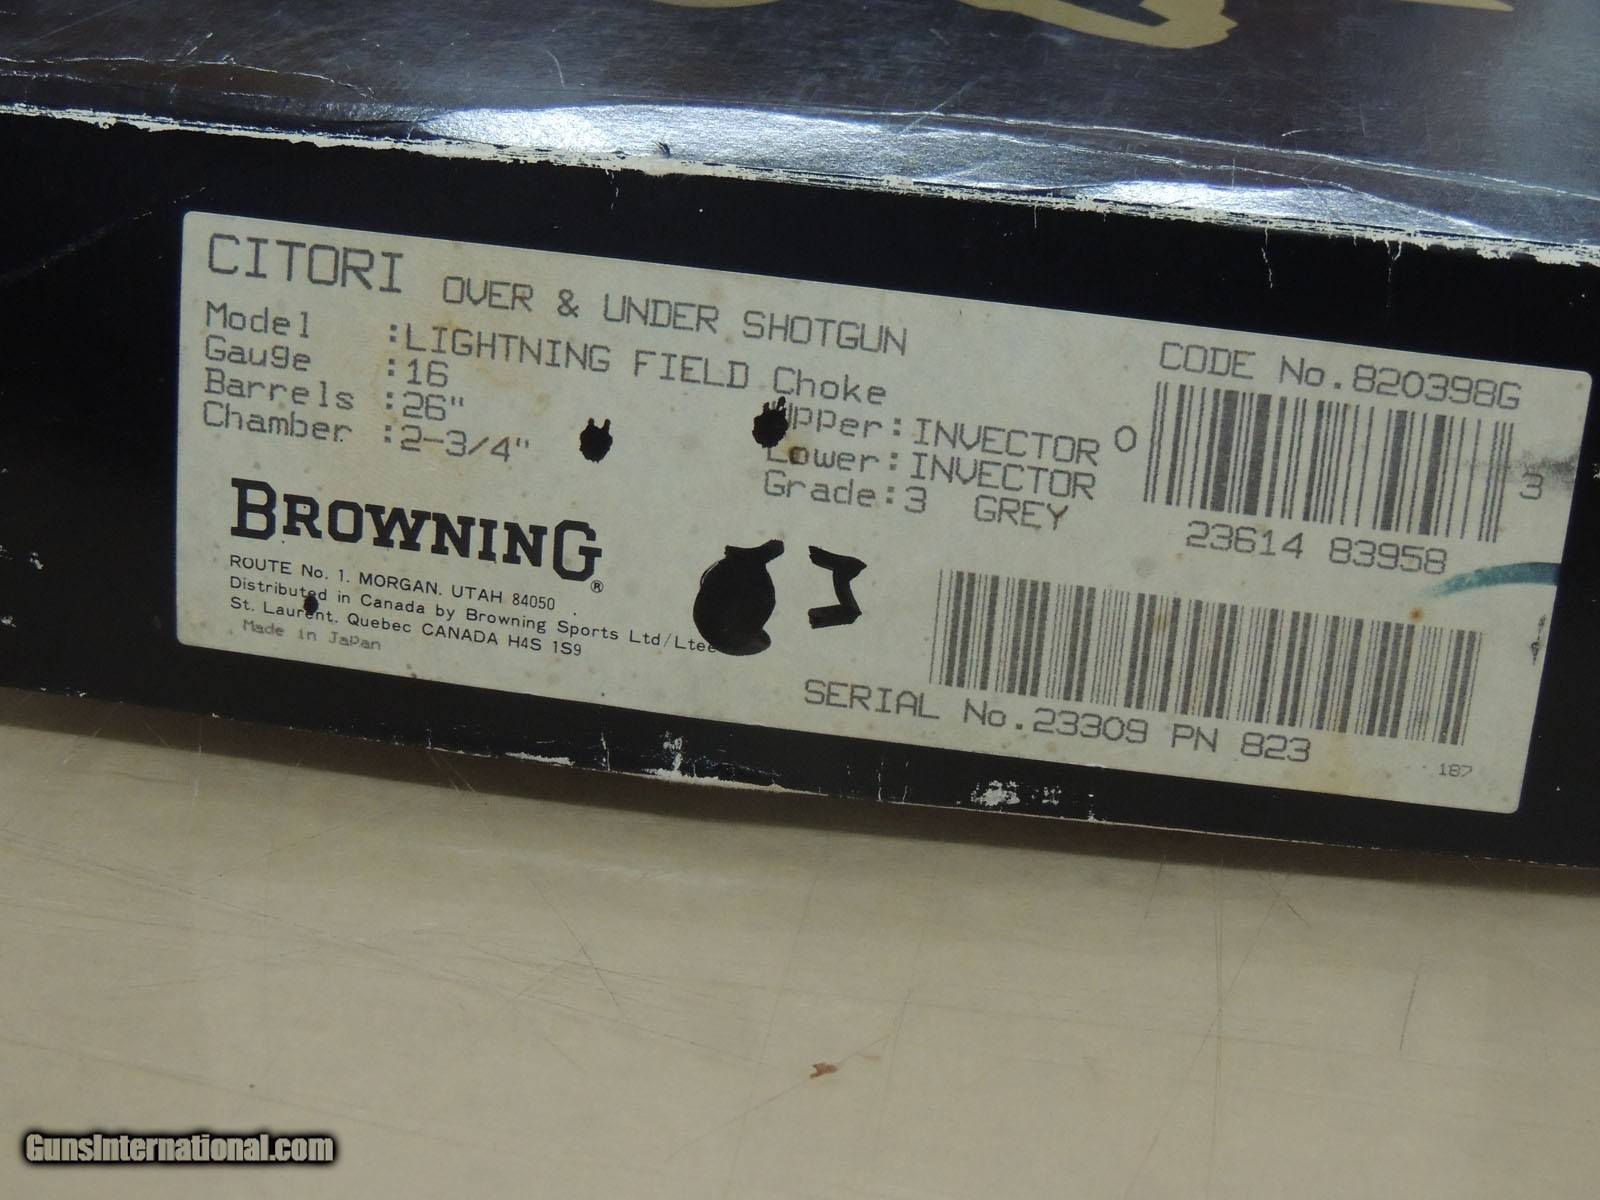 CITORI OVER & UNDER SHOTGUN
Model :LIGHTNING FIELD
Gauge :16
Barrels :26"
Chamber :2-3/4"
Choke
Upper:INVECTOR
Lower:INVECTOR
Grade:3 GREY
CODE No.820398G
0 3
23614 83958
BROWNING®
ROUTE No. 1. MORGAN. UTAH 84050
Distributed in Canada by Browning Sports Ltd/Ltee
St. Laurent. Quebec CANADA H4S 1S9
Made in Japan
SERIAL No.23309 PN 823
187
GunsInternational.com